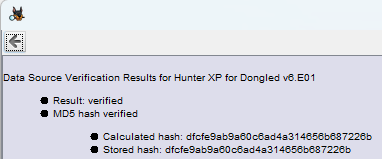 Data Source Verification Results for Hunter XP for Dongled v6.E01
Result: verified
MD5 hash verified
Calculated hash: dfcfe9ab9a60c6ad4a314656b687226b
Stored hash: dfcfe9ab9a60c6ad4a314656b687226b